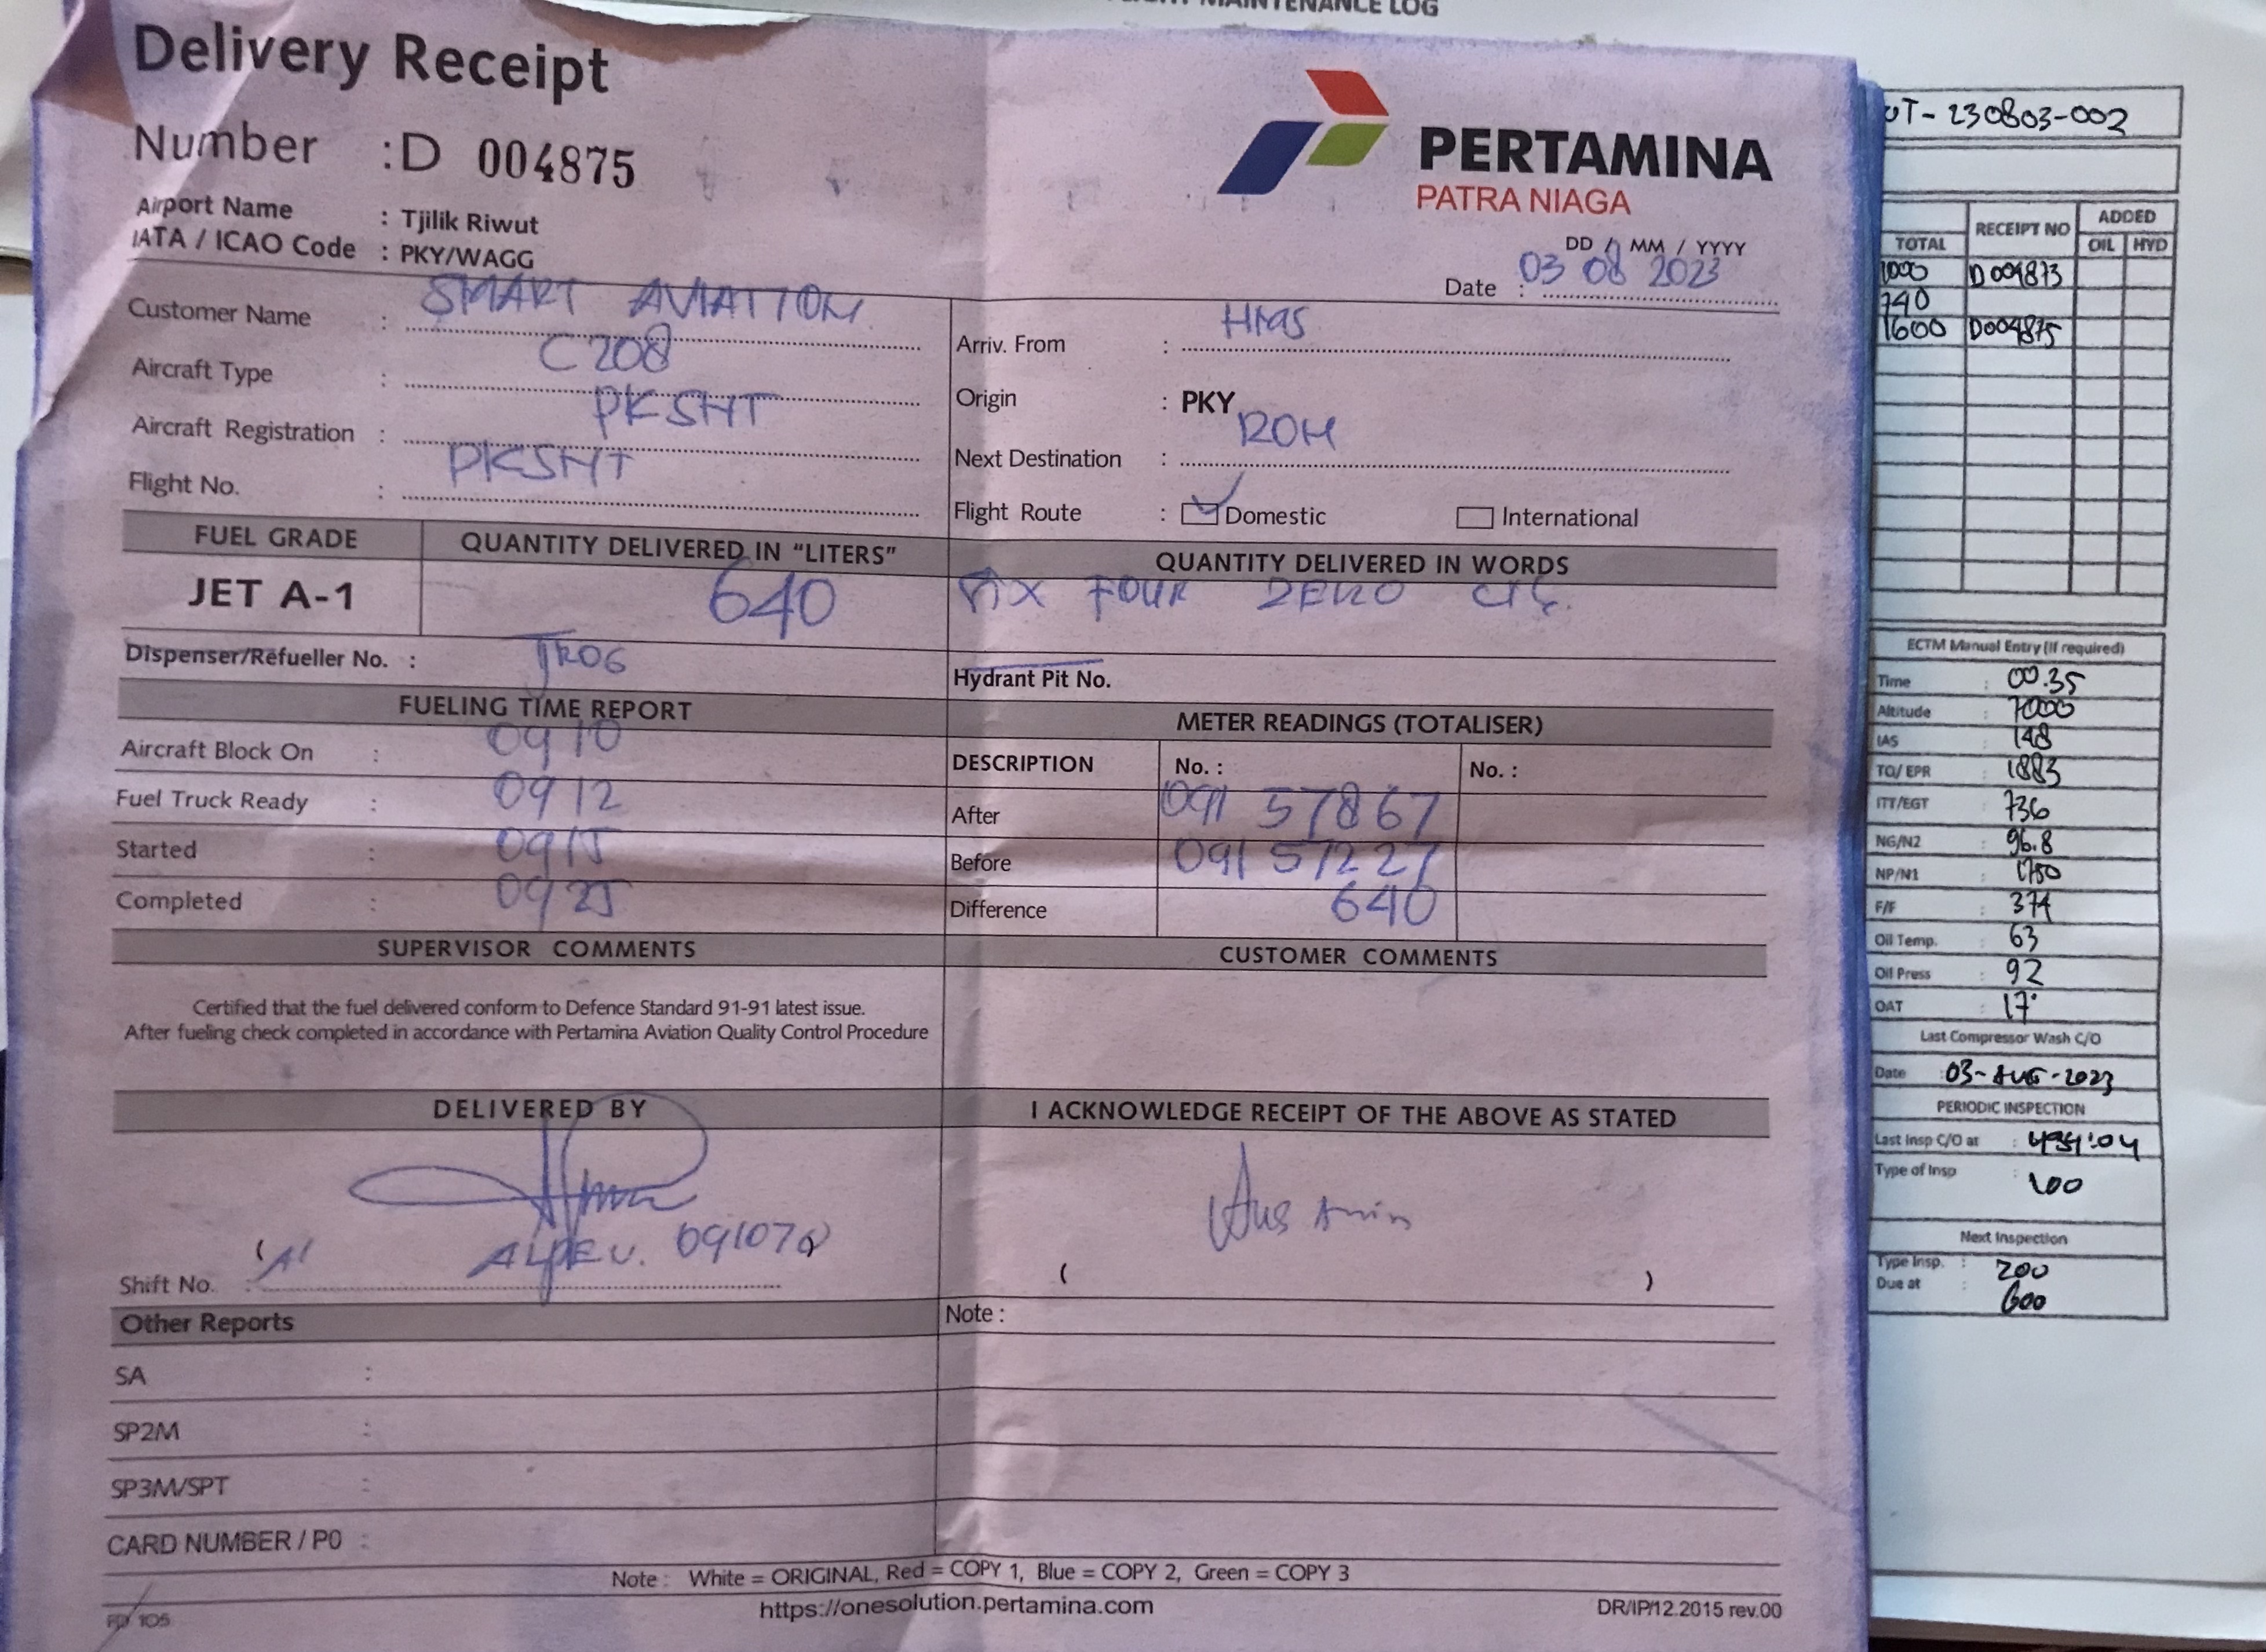 MAINTENANCE LOG
Delivery Receipt
Number : D 004875
PERTAMINA
PATRA NIAGA
Airport Name : Tjilik Riwut
IATA / ICAO Code : PKY/WAGG
DD / MM / YYYY
Date : 03 08 2023
Customer Name : SMART AVIATION
Arriv. From :
Aircraft Type : C208
Origin : PKY
Aircraft Registration : PKSHT
Next Destination :
Flight No. : PKSHT
Flight Route : Domestic International
FUEL GRADE QUANTITY DELIVERED IN "LITERS" QUANTITY DELIVERED IN WORDS
JET A-1 640 SIX FOUR ZERO
Dispenser/Refueller No. :
Hydrant Pit No.
FUELING TIME REPORT METER READINGS (TOTALISER)
Aircraft Block On : 0910
DESCRIPTION No. : No. :
Fuel Truck Ready : 0912
After 091 57867
Started : 0915
Before 091 57227
Completed : 0925
Difference 640
SUPERVISOR COMMENTS CUSTOMER COMMENTS
Certified that the fuel delivered conform to Defence Standard 91-91 latest issue.
After fueling check completed in accordance with Pertamina Aviation Quality Control Procedure
DELIVERED BY I ACKNOWLEDGE RECEIPT OF THE ABOVE AS STATED
Shift No. :
( )
Other Reports Note :
SA :
SP2M :
SP3M/SPT :
CARD NUMBER / P0 :
Note : White = ORIGINAL, Red = COPY 1, Blue = COPY 2, Green = COPY 3
https://onesolution.pertamina.com
FD 105
DR/IP/12.2015 rev.00
230803-002
TOTAL RECEIPT NO ADDED
OIL HYD
1000 D004873
740
1600 D004875
ECTM Manual Entry (If required)
Time : 00.35
Altitude : 7000
IAS : 148
TQ/ EPR : 1883
ITT/EGT : 736
NG/N2 : 96.8
NP/N1 : 1750
F/F : 374
Oil Temp. : 63
Oil Press : 92
OAT : 17°
Last Compressor Wash C/O
Date : 03-AUG-2023
PERIODIC INSPECTION
Last Insp C/O at :
Type of Insp : 100
Next Inspection
Type Insp. : 200
Due at : 600